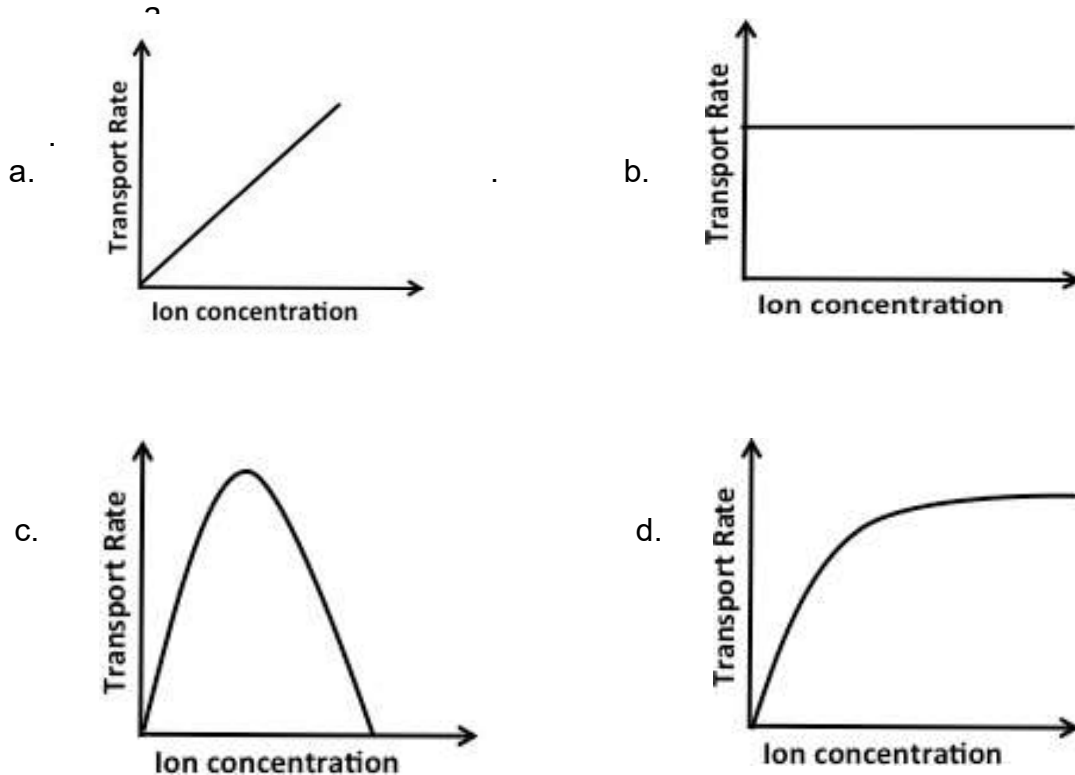 a
Transport Rate
.
a.
Ion concentration
.
b.
Transport Rate
Ion concentration
c.
Transport Rate
Ion concentration
d.
Transport Rate
Ion concentration